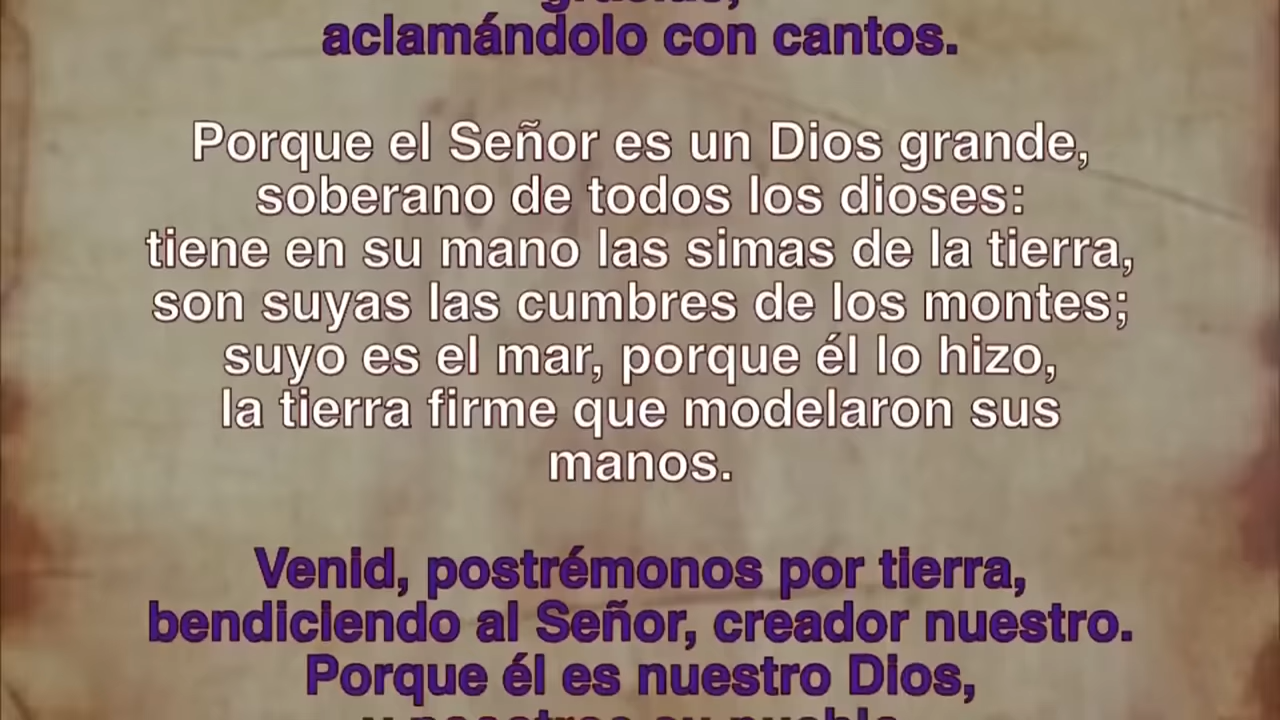 aclamándolo con cantos.
Porque el Señor es un Dios grande,
soberano de todos los dioses:
tiene en su mano las simas de la tierra,
son suyas las cumbres de los montes;
suyo es el mar, porque él lo hizo,
la tierra firme que modelaron sus
manos.
Venid, postrémonos por tierra,
bendiciendo al Señor, creador nuestro.
Porque él es nuestro Dios,